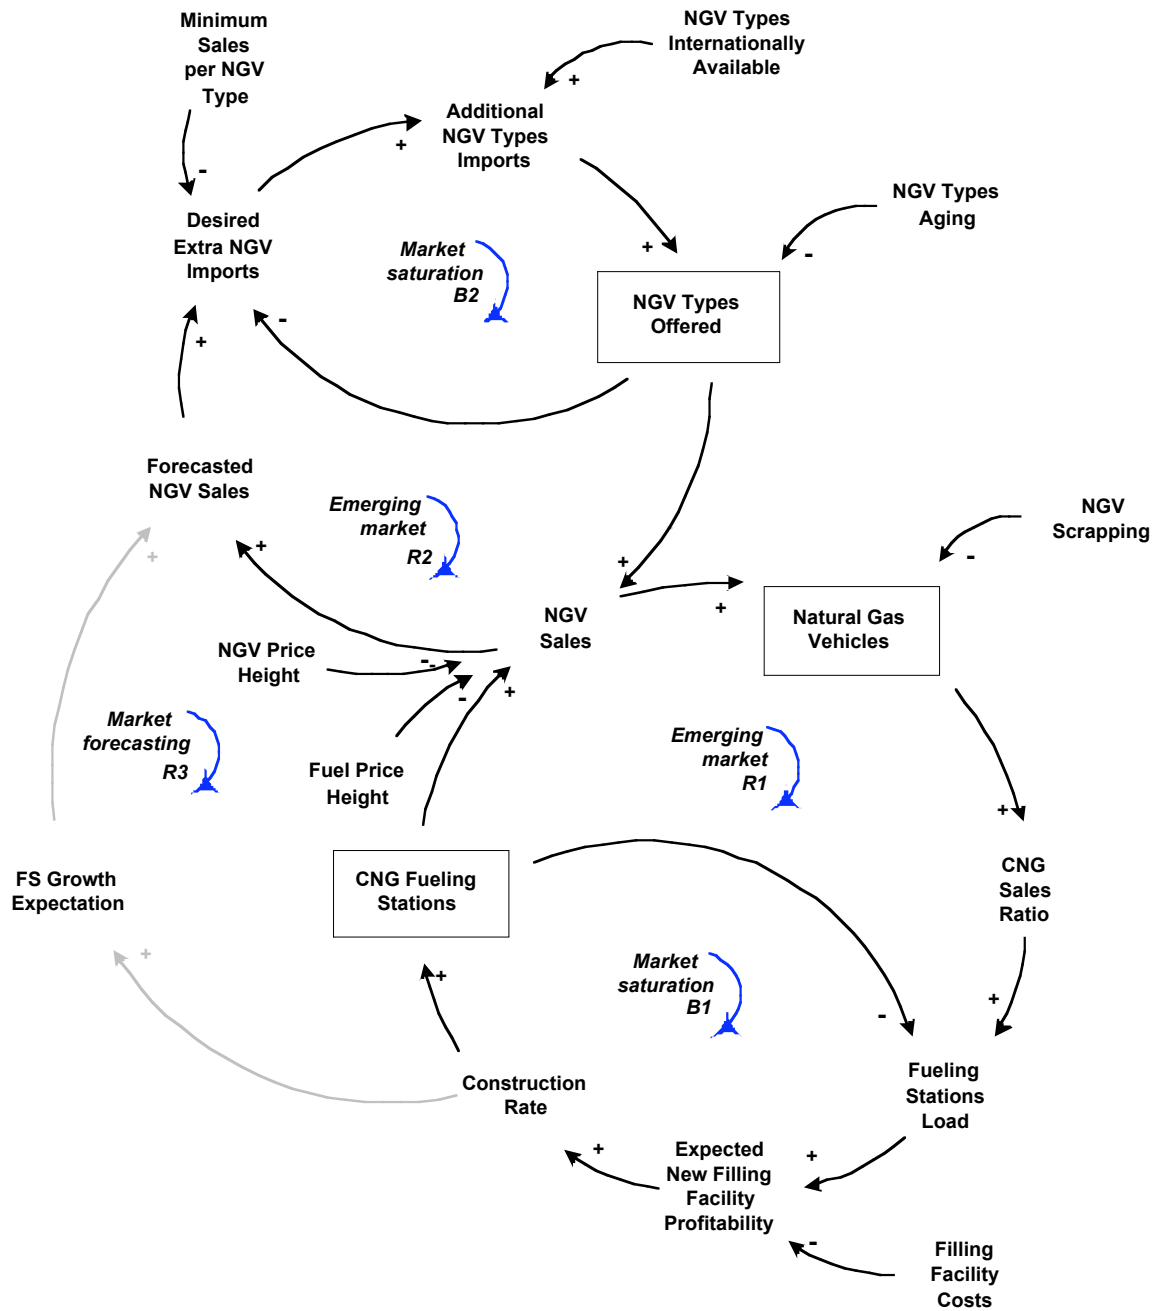 Minimum
Sales
per NGV
Type
NGV Types
Internationally
Available
+
Additional
NGV Types
Imports
+
-
NGV Types
Aging
Desired
Extra NGV
Imports
Market
saturation
B2
+
-
NGV Types
Offered
-
+
Forecasted
NGV Sales
Emerging
market
R2
NGV
Scrapping
+
+
+
-
NGV
Sales
+
Natural Gas
Vehicles
NGV Price
Height
--
-
+
Market
forecasting
R3
Emerging
market
R1
Fuel Price
Height
+
FS Growth
Expectation
CNG Fueling
Stations
CNG
Sales
Ratio
+
+
Market
saturation
B1
+
-
Construction
Rate
Fueling
Stations
Load
+
+
Expected
New Filling
Facility
Profitability
-
Filling
Facility
Costs